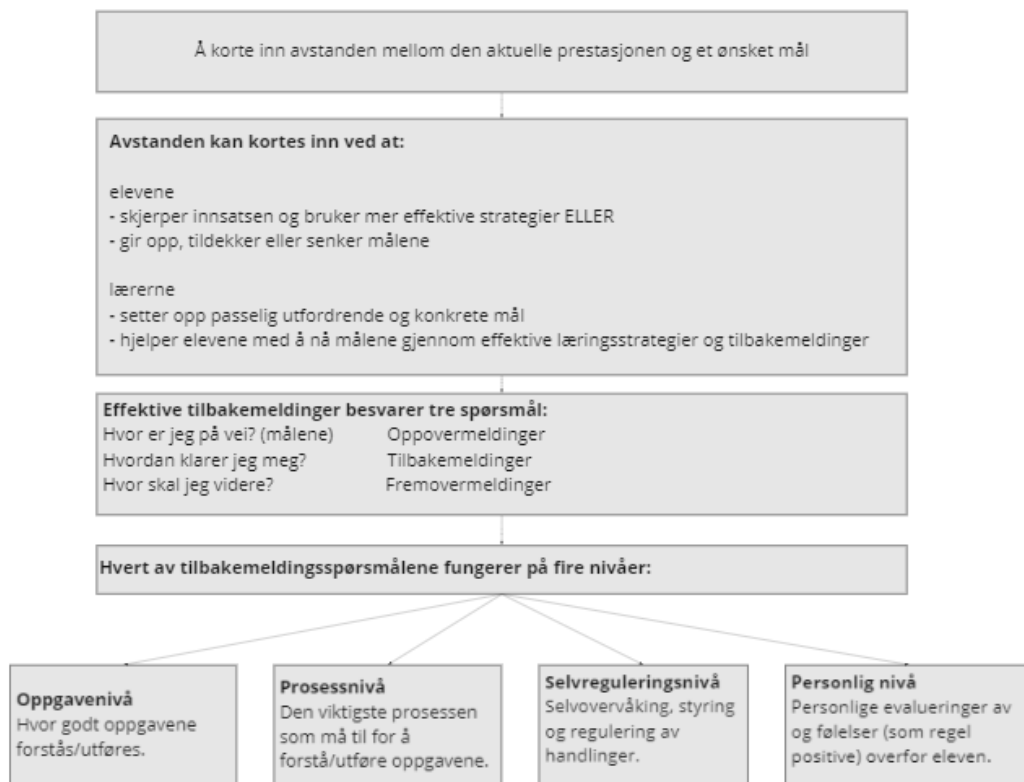 Å korte inn avstanden mellom den aktuelle prestasjonen og et ønsket mål
Avstanden kan kortes inn ved at:
elevene
- skjerper innsatsen og bruker mer effektive strategier ELLER
- gir opp, tildekker eller senker målene
lærerne
- setter opp passelig utfordrende og konkrete mål
- hjelper elevene med å nå målene gjennom effektive læringsstrategier og tilbakemeldinger
Effektive tilbakemeldinger besvarer tre spørsmål:
Hvor er jeg på vei? (målene) Oppovermeldinger
Hvordan klarer jeg meg? Tilbakemeldinger
Hvor skal jeg videre? Fremovermeldinger
Hvert av tilbakemeldingsspørsmålene fungerer på fire nivåer:
Oppgavenivå
Hvor godt oppgavene
forstås/utføres.
Prosessnivå
Den viktigste prosessen
som må til for å
forstå/utføre oppgavene.
Selvreguleringsnivå
Selvovervåking, styring
og regulering av
handlinger.
Personlig nivå
Personlige evalueringer av
og følelser (som regel
positive) overfor eleven.